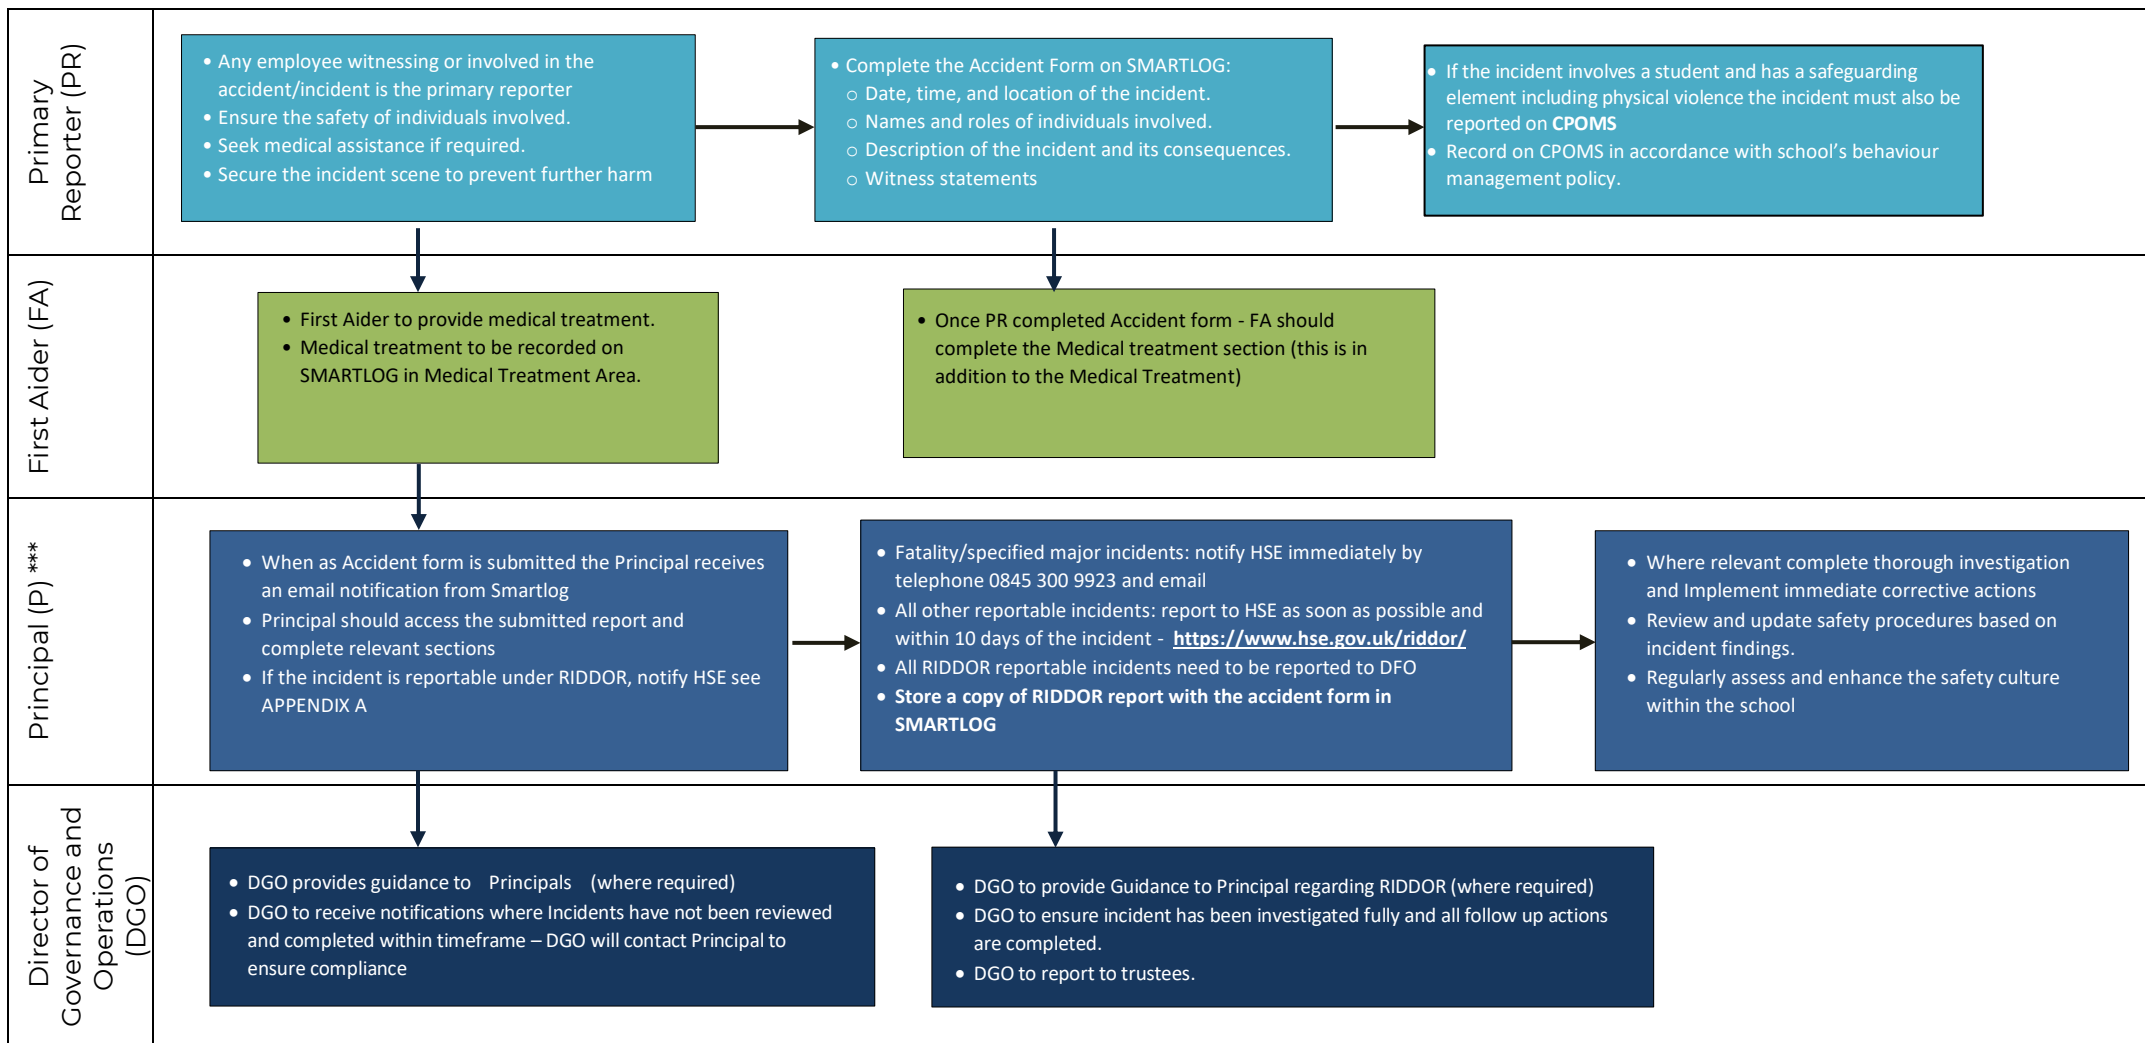 Primary
Reporter (PR)
• Any employee witnessing or involved in the
accident/incident is the primary reporter
• Ensure the safety of individuals involved.
• Seek medical assistance if required.
• Secure the incident scene to prevent further harm
• Complete the Accident Form on SMARTLOG:
o Date, time, and location of the incident.
o Names and roles of individuals involved.
o Description of the incident and its consequences.
o Witness statements
• If the incident involves a student and has a safeguarding
element including physical violence the incident must also be
reported on CPOMS
• Record on CPOMS in accordance with school’s behaviour
management policy.
First Aider (FA)
• First Aider to provide medical treatment.
• Medical treatment to be recorded on
SMARTLOG in Medical Treatment Area.
• Once PR completed Accident form - FA should
complete the Medical treatment section (this is in
addition to the Medical Treatment)
Principal (P) ***
• When as Accident form is submitted the Principal receives
an email notification from Smartlog
• Principal should access the submitted report and
complete relevant sections
• If the incident is reportable under RIDDOR, notify HSE see
APPENDIX A
• Fatality/specified major incidents: notify HSE immediately by
telephone 0845 300 9923 and email
• All other reportable incidents: report to HSE as soon as possible and
within 10 days of the incident - https://www.hse.gov.uk/riddor/
• All RIDDOR reportable incidents need to be reported to DFO
• Store a copy of RIDDOR report with the accident form in
SMARTLOG
• Where relevant complete thorough investigation
and Implement immediate corrective actions
• Review and update safety procedures based on
incident findings.
• Regularly assess and enhance the safety culture
within the school
Director of
Governance and
Operations
(DGO)
• DGO provides guidance to Principals (where required)
• DGO to receive notifications where Incidents have not been reviewed
and completed within timeframe – DGO will contact Principal to
ensure compliance
• DGO to provide Guidance to Principal regarding RIDDOR (where required)
• DGO to ensure incident has been investigated fully and all follow up actions
are completed.
• DGO to report to trustees.